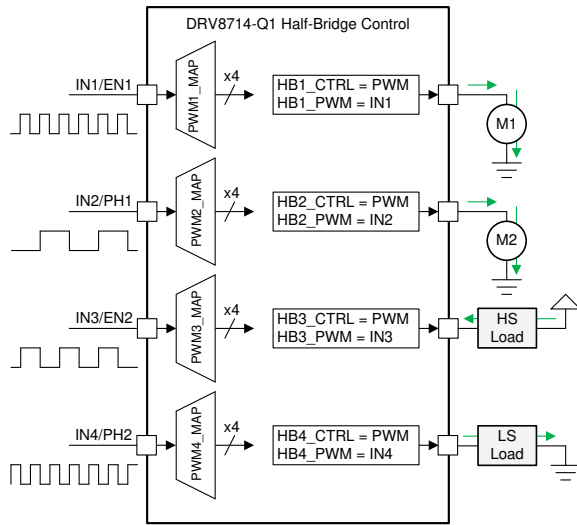 DRV8714-Q1 Half-Bridge Control
IN1/EN1
PWM1_MAP
x4
HB1_CTRL = PWM
HB1_PWM = IN1
M1
IN2/PH1
PWM2_MAP
x4
HB2_CTRL = PWM
HB2_PWM = IN2
M2
IN3/EN2
PWM3_MAP
x4
HB3_CTRL = PWM
HB3_PWM = IN3
HS
Load
IN4/PH2
PWM4_MAP
x4
HB4_CTRL = PWM
HB4_PWM = IN4
LS
Load